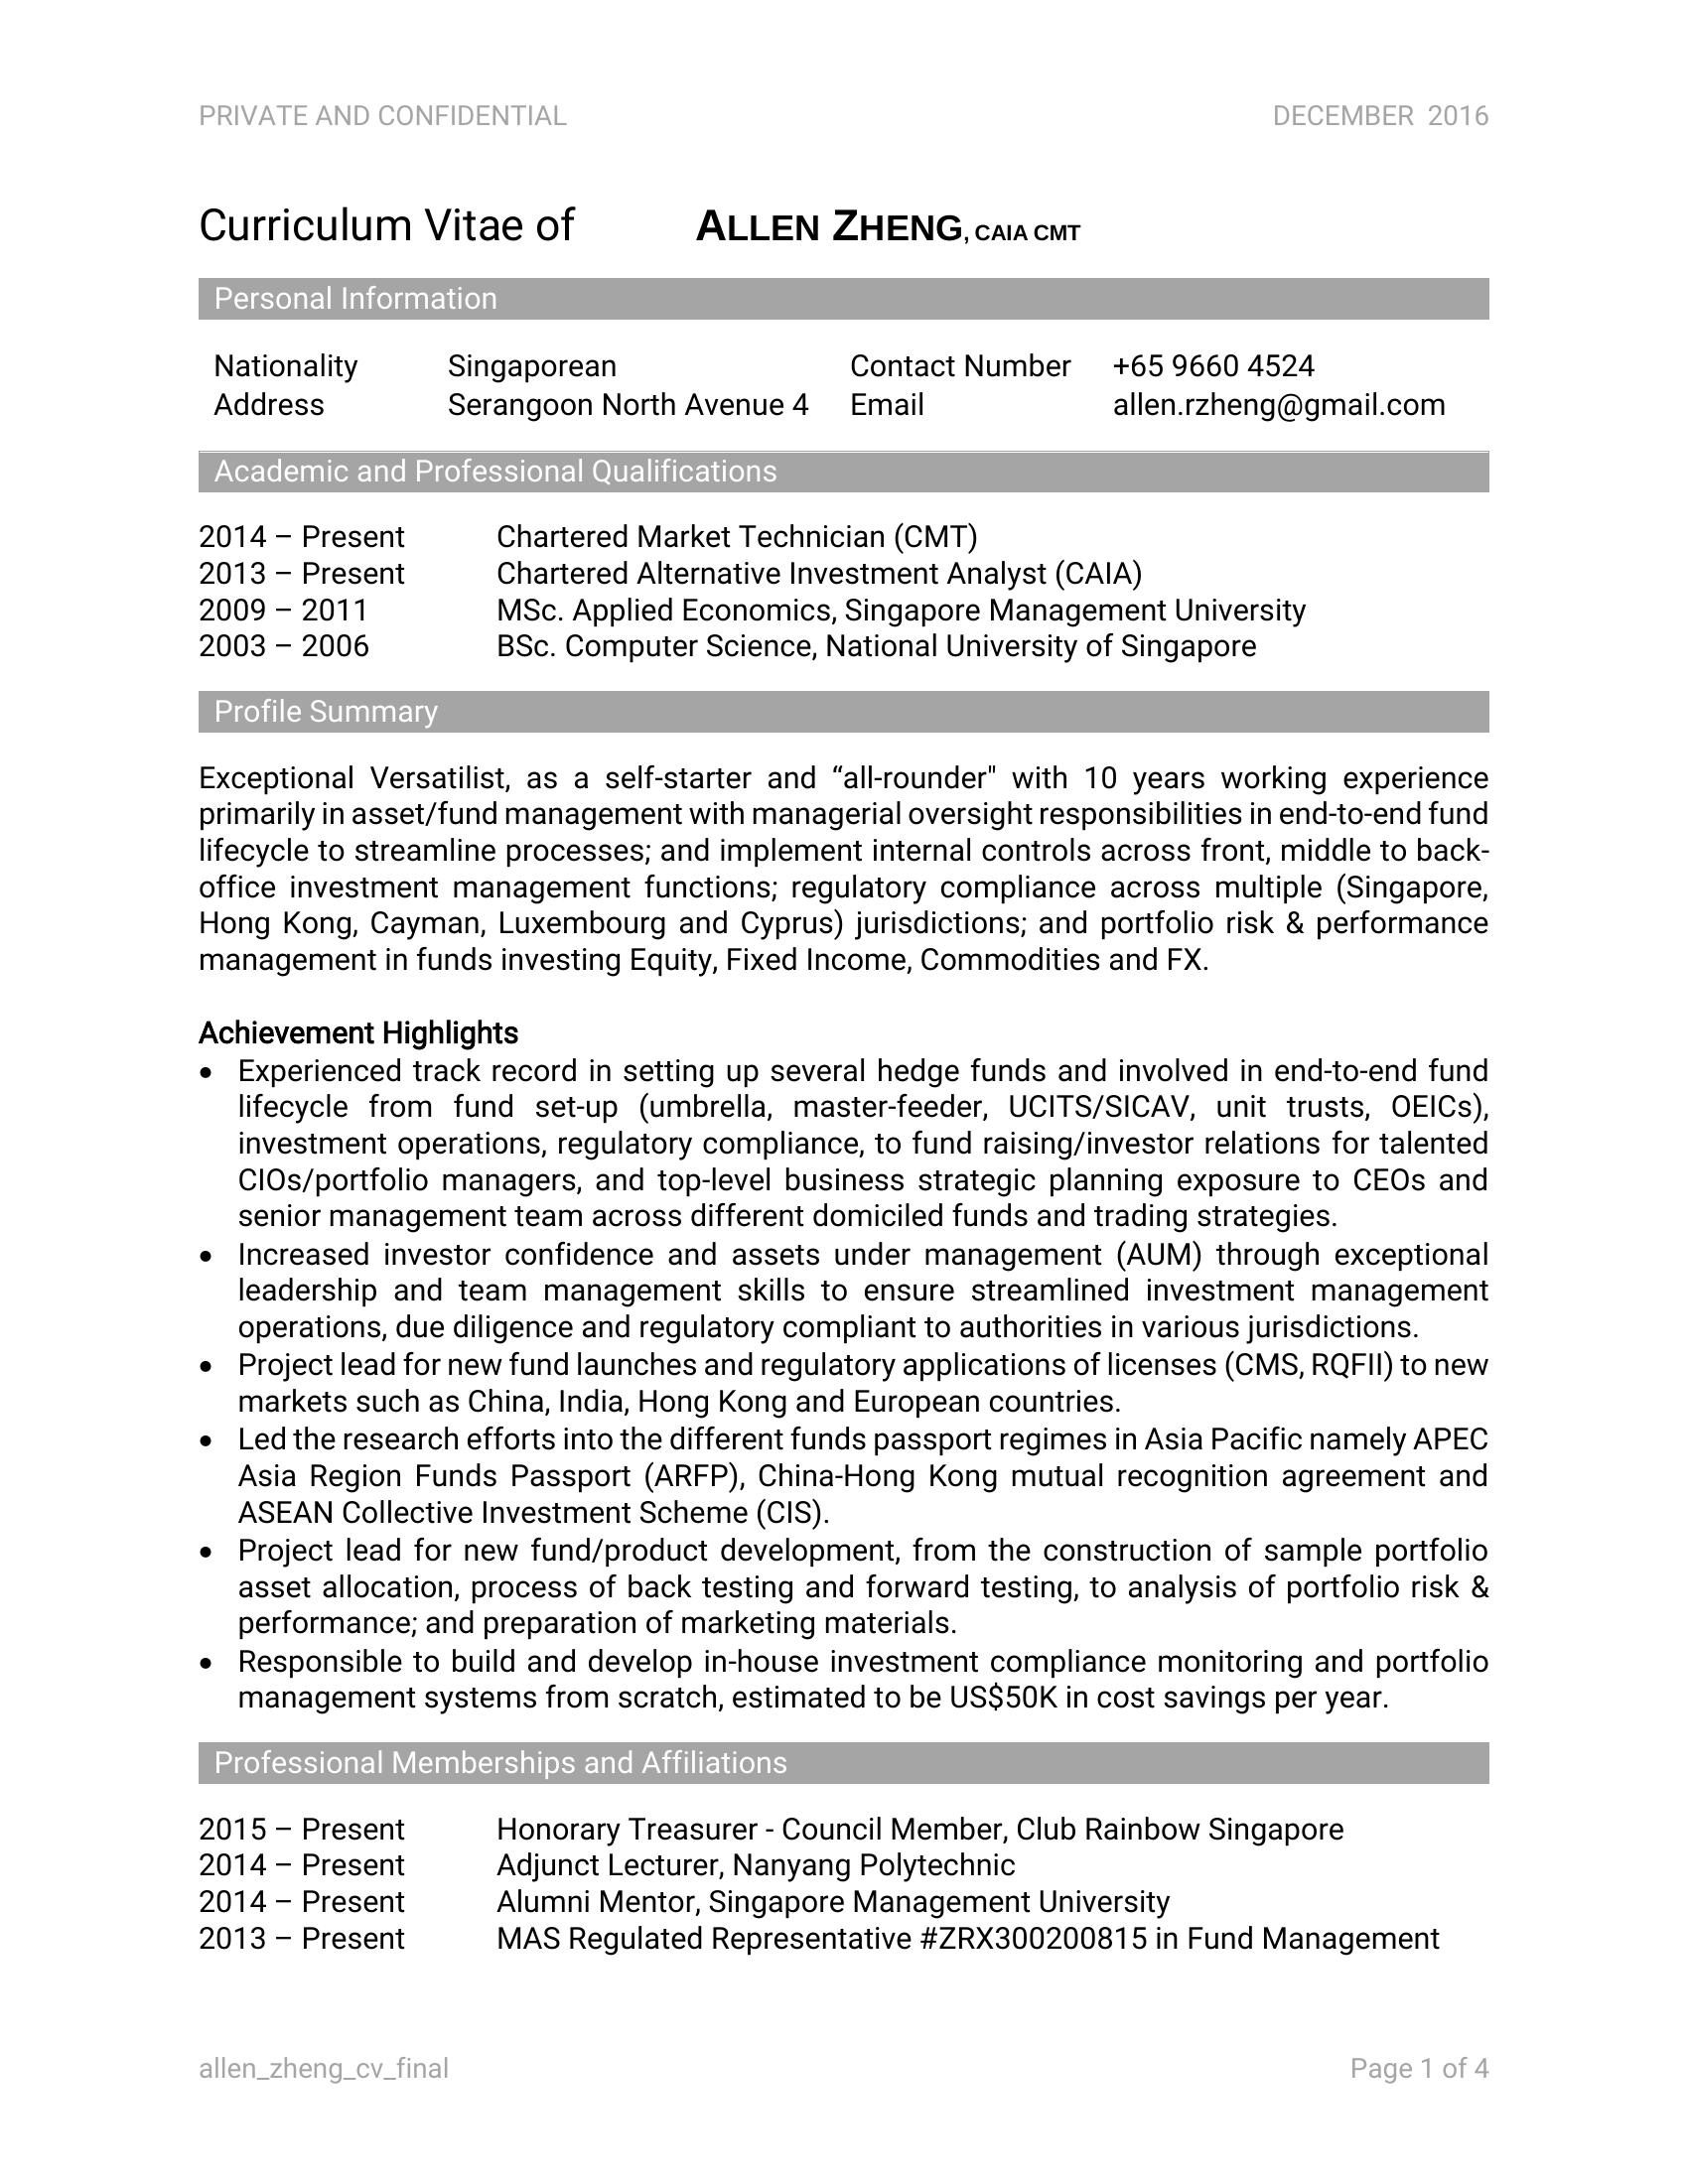 PRIVATE AND CONFIDENTIAL DECEMBER 2016
Curriculum Vitae of ALLEN ZHENG, CAIA CMT
Personal Information
Nationality Singaporean Contact Number +65 9660 4524
Address Serangoon North Avenue 4 Email allen.rzheng@gmail.com
Academic and Professional Qualifications
2014 – Present Chartered Market Technician (CMT)
2013 – Present Chartered Alternative Investment Analyst (CAIA)
2009 – 2011 MSc. Applied Economics, Singapore Management University
2003 – 2006 BSc. Computer Science, National University of Singapore
Profile Summary
Exceptional Versatilist, as a self-starter and “all-rounder" with 10 years working experience
primarily in asset/fund management with managerial oversight responsibilities in end-to-end fund
lifecycle to streamline processes; and implement internal controls across front, middle to back-
office investment management functions; regulatory compliance across multiple (Singapore,
Hong Kong, Cayman, Luxembourg and Cyprus) jurisdictions; and portfolio risk & performance
management in funds investing Equity, Fixed Income, Commodities and FX.
Achievement Highlights
• Experienced track record in setting up several hedge funds and involved in end-to-end fund
lifecycle from fund set-up (umbrella, master-feeder, UCITS/SICAV, unit trusts, OEICs),
investment operations, regulatory compliance, to fund raising/investor relations for talented
CIOs/portfolio managers, and top-level business strategic planning exposure to CEOs and
senior management team across different domiciled funds and trading strategies.
• Increased investor confidence and assets under management (AUM) through exceptional
leadership and team management skills to ensure streamlined investment management
operations, due diligence and regulatory compliant to authorities in various jurisdictions.
• Project lead for new fund launches and regulatory applications of licenses (CMS, RQFII) to new
markets such as China, India, Hong Kong and European countries.
• Led the research efforts into the different funds passport regimes in Asia Pacific namely APEC
Asia Region Funds Passport (ARFP), China-Hong Kong mutual recognition agreement and
ASEAN Collective Investment Scheme (CIS).
• Project lead for new fund/product development, from the construction of sample portfolio
asset allocation, process of back testing and forward testing, to analysis of portfolio risk &
performance; and preparation of marketing materials.
• Responsible to build and develop in-house investment compliance monitoring and portfolio
management systems from scratch, estimated to be US$50K in cost savings per year.
Professional Memberships and Affiliations
2015 – Present Honorary Treasurer - Council Member, Club Rainbow Singapore
2014 – Present Adjunct Lecturer, Nanyang Polytechnic
2014 – Present Alumni Mentor, Singapore Management University
2013 – Present MAS Regulated Representative #ZRX300200815 in Fund Management
allen_zheng_cv_final Page 1 of 4